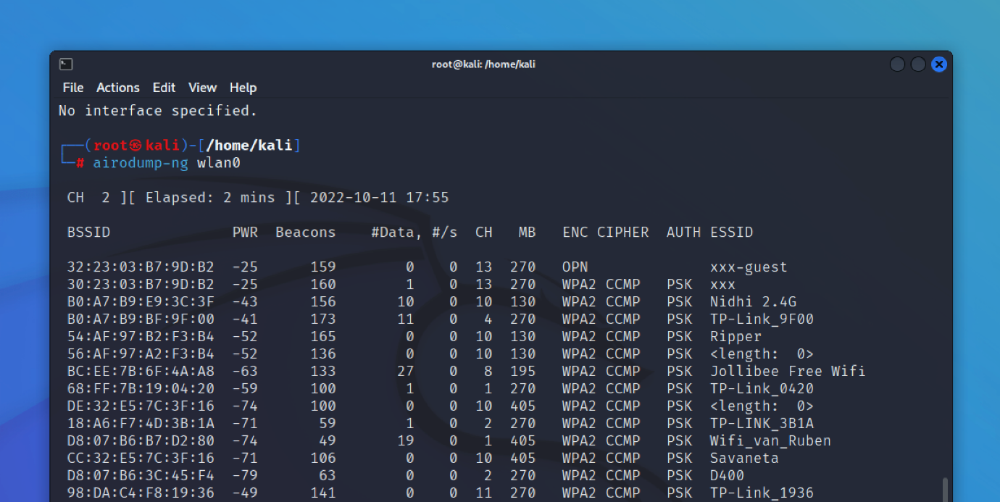 root@kali: /home/kali
File Actions Edit View Help
No interface specified.
┌──(root㉿kali)-[/home/kali]
└─# airodump-ng wlan0
CH 2 ][ Elapsed: 2 mins ][ 2022-10-11 17:55
BSSID PWR Beacons #Data, #/s CH MB ENC CIPHER AUTH ESSID
32:23:03:B7:9D:B2 -25 159 0 0 13 270 OPN xxx-guest
30:23:03:B7:9D:B2 -25 160 1 0 13 270 WPA2 CCMP PSK xxx
B0:A7:B9:E9:3C:3F -43 156 10 0 10 130 WPA2 CCMP PSK Nidhi 2.4G
B0:A7:B9:BF:9F:00 -41 173 11 0 4 270 WPA2 CCMP PSK TP-Link_9F00
54:AF:97:B2:F3:B4 -52 165 0 0 10 130 WPA2 CCMP PSK Ripper
56:AF:97:A2:F3:B4 -52 136 0 0 10 130 WPA2 CCMP PSK <length: 0>
BC:EE:7B:6F:4A:A8 -63 133 27 0 8 195 WPA2 CCMP PSK Jollibee Free Wifi
68:FF:7B:19:04:20 -59 100 1 0 1 270 WPA2 CCMP PSK TP-Link_0420
DE:32:E5:7C:3F:16 -74 100 0 0 10 405 WPA2 CCMP PSK <length: 0>
18:A6:F7:4D:3B:1A -71 59 1 0 2 270 WPA2 CCMP PSK TP-LINK_3B1A
D8:07:B6:B7:D2:80 -74 49 19 0 1 405 WPA2 CCMP PSK Wifi_van_Ruben
CC:32:E5:7C:3F:16 -71 106 0 0 10 405 WPA2 CCMP PSK Savaneta
D8:07:B6:3C:45:F4 -79 63 0 0 2 270 WPA2 CCMP PSK D400
98:DA:C4:F8:19:36 -49 141 0 0 11 270 WPA2 CCMP PSK TP-Link_1936